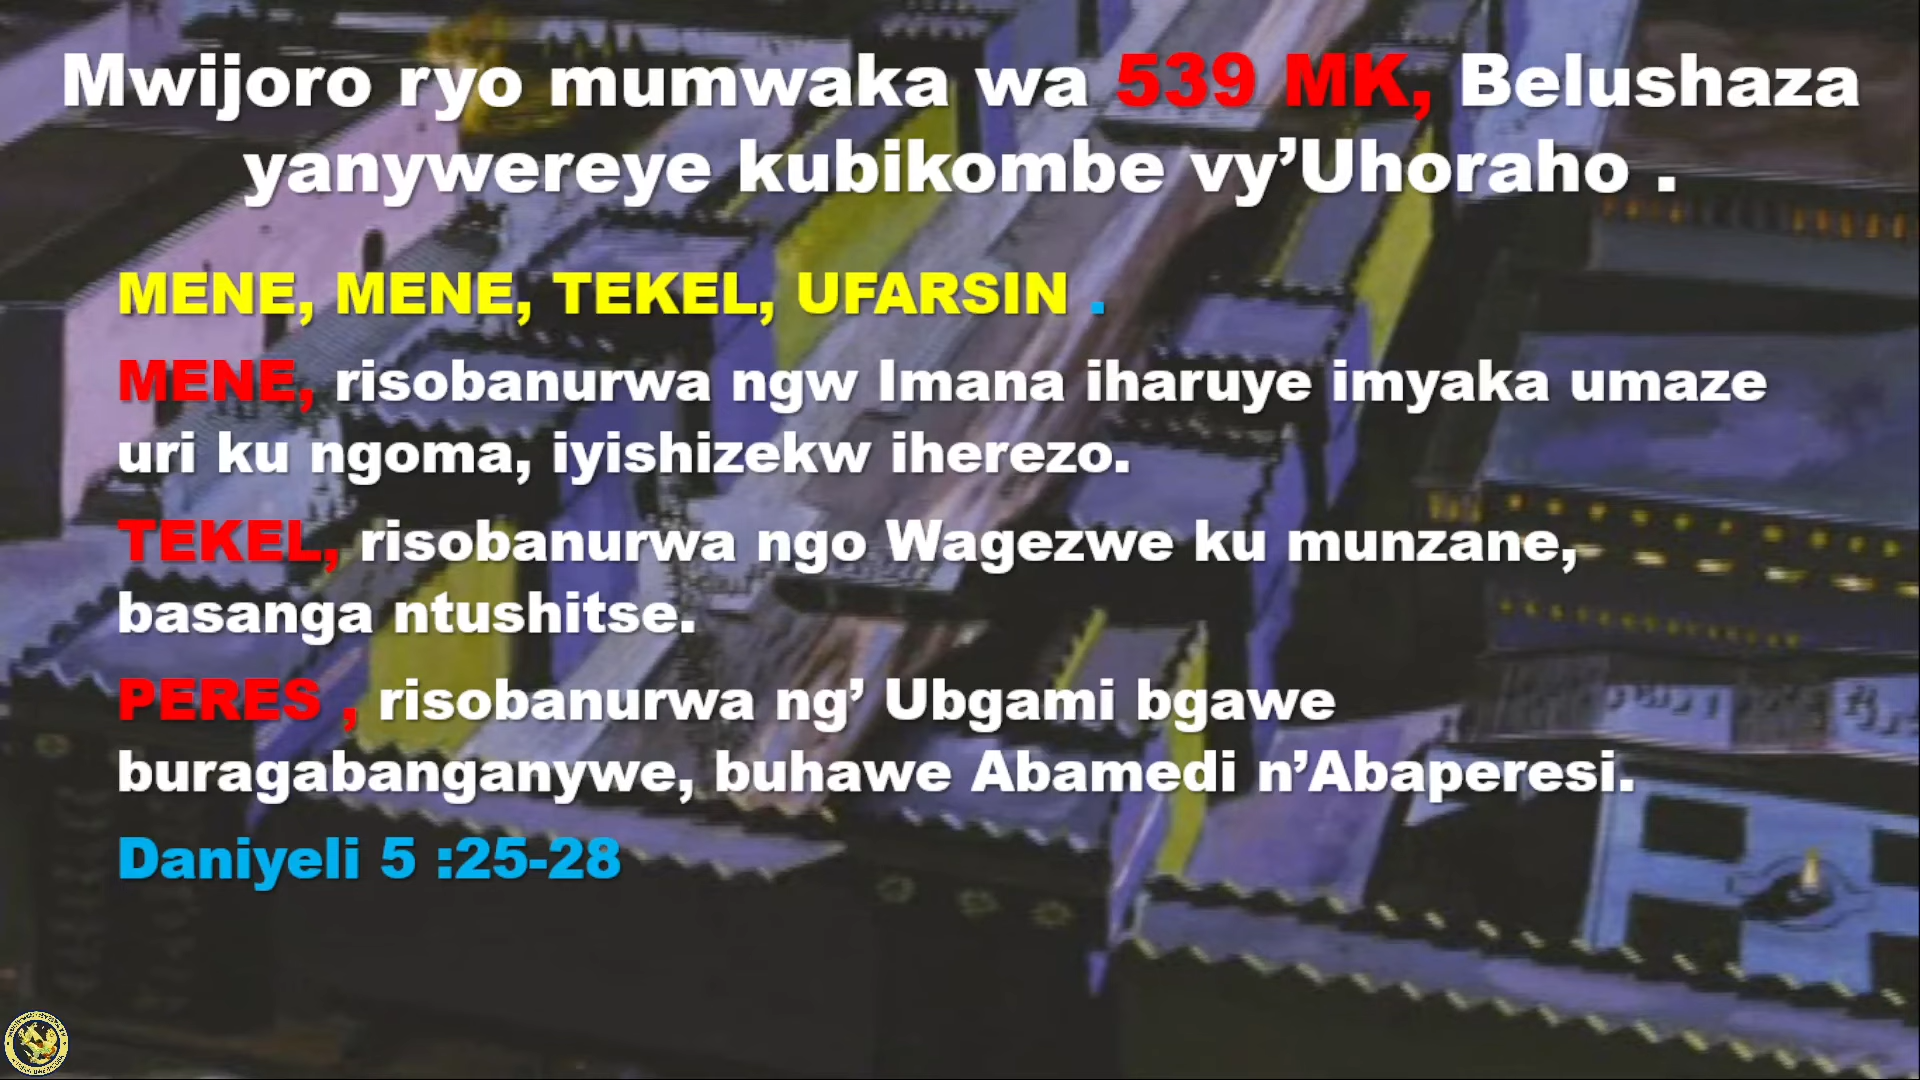 Mwijoro ryo mumwaka wa 539 MK, Belushaza
yanywereye kubikombe vy’Uhoraho .
MENE, MENE, TEKEL, UFARSIN .
MENE, risobanurwa ngw Imana iharuye imyaka umaze
uri ku ngoma, iyishizekw iherezo.
TEKEL, risobanurwa ngo Wagezwe ku munzane,
basanga ntushitse.
PERES , risobanurwa ng’ Ubgami bgawe
buragabanganywe, buhawe Abamedi n’Abaperesi.
Daniyeli 5 :25-28